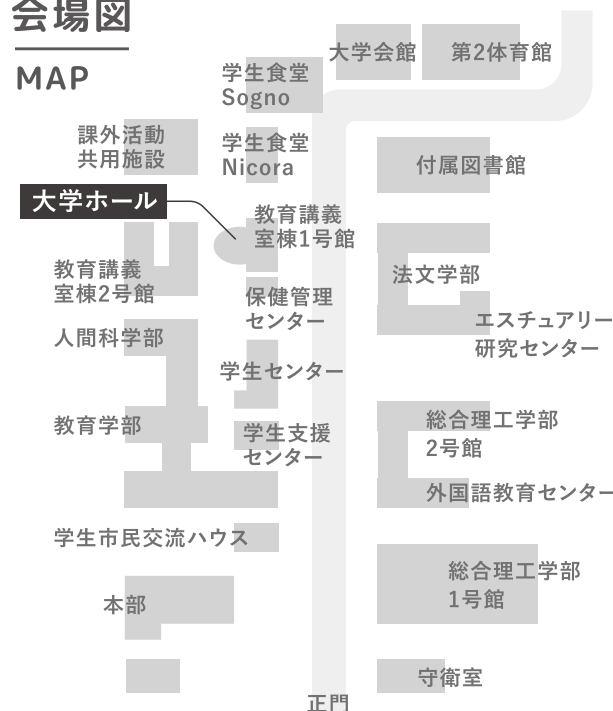 会場図
MAP
大学会館
第2体育館
学生食堂
Sogno
課外活動
共用施設
学生食堂
Nicora
付属図書館
大学ホール
教育講義
室棟1号館
教育講義
室棟2号館
法文学部
保健管理
センター
エスチュアリー
研究センター
人間科学部
学生センター
教育学部
学生支援
センター
総合理工学部
2号館
外国語教育センター
学生市民交流ハウス
総合理工学部
1号館
本部
守衛室
正門